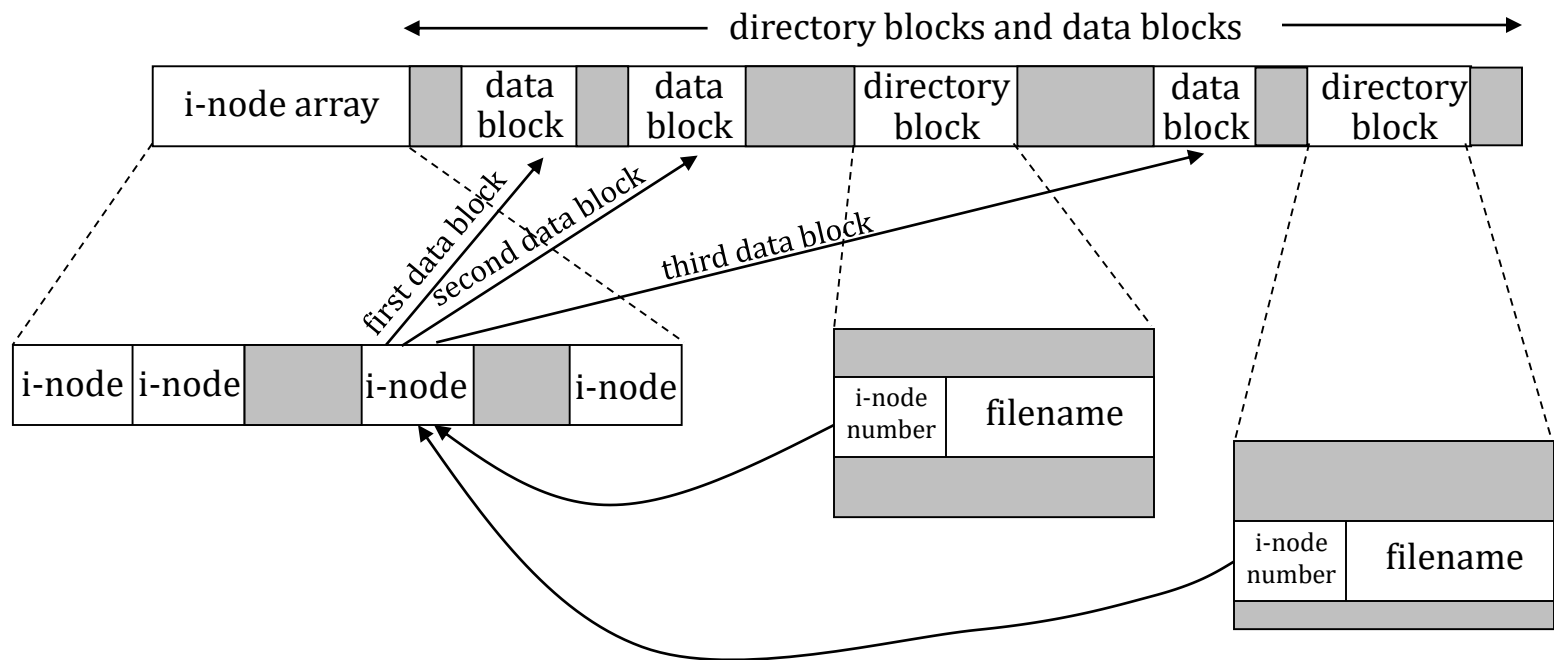 directory blocks and data blocks
i-node array
data
block
data
block
directory
block
data
block
directory
block
first data block
second data block
third data block
i-node
i-node
i-node
i-node
i-node
number
filename
i-node
number
filename